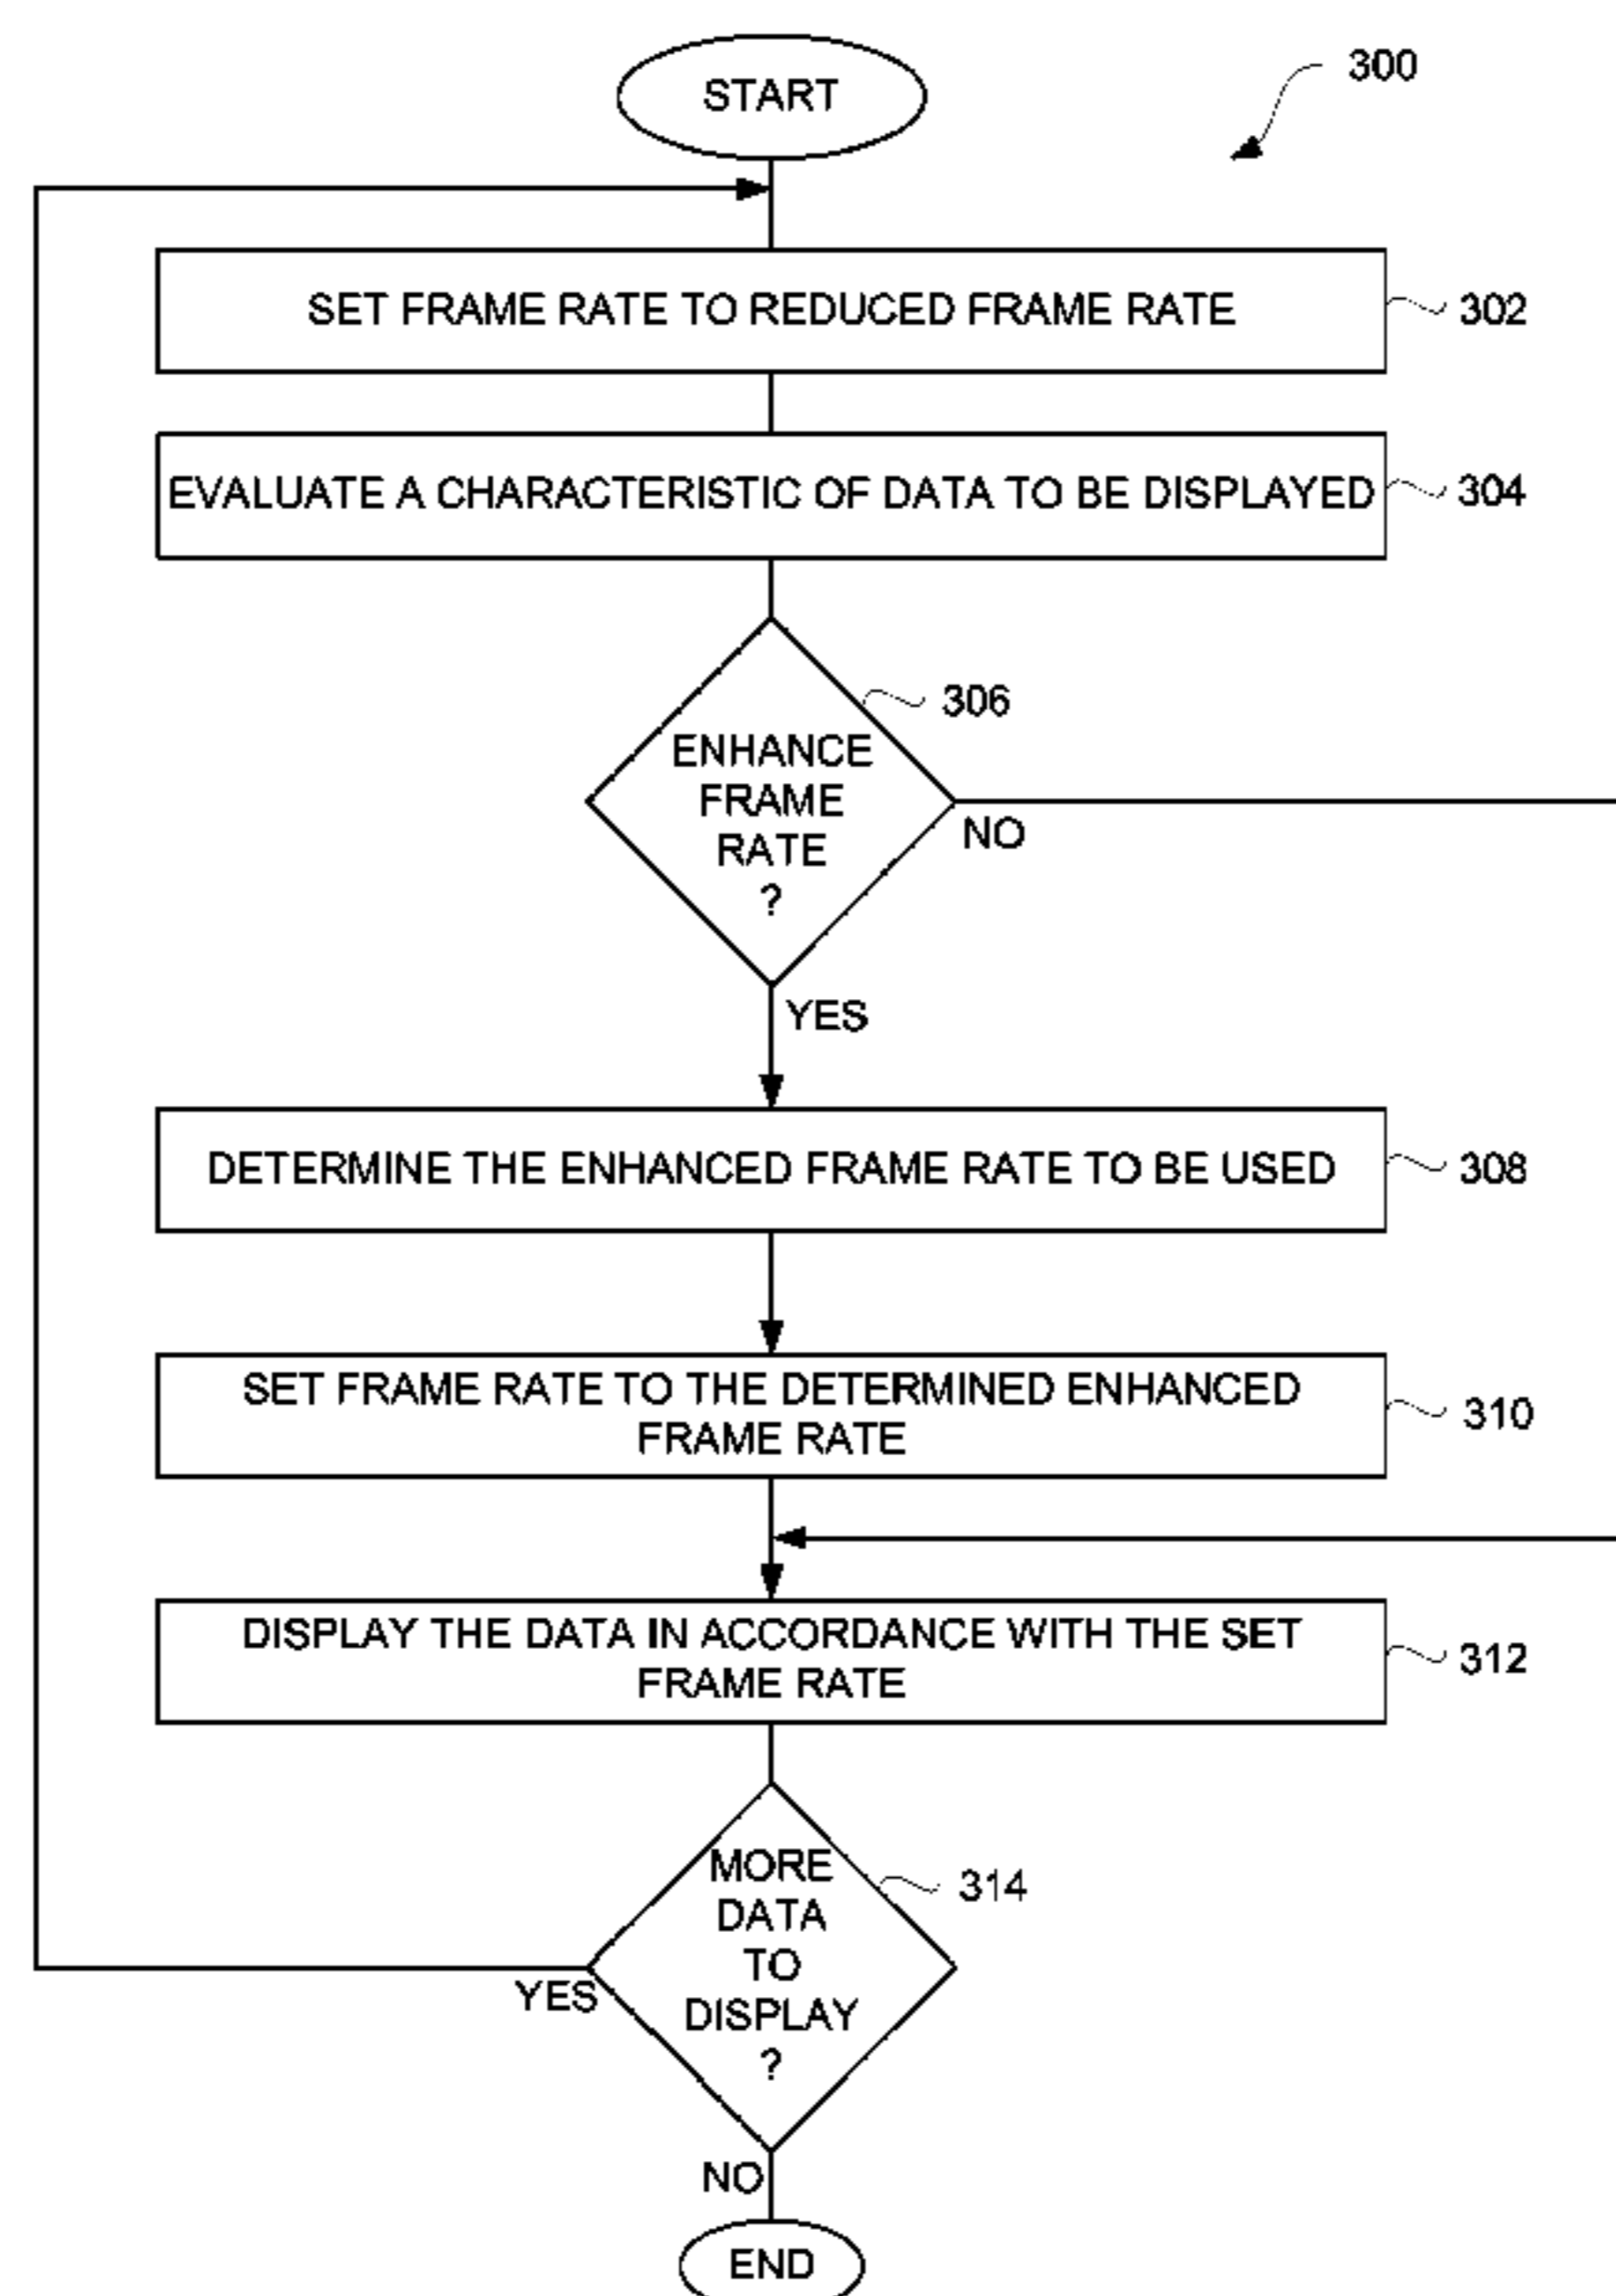 START
300
SET FRAME RATE TO REDUCED FRAME RATE
302
EVALUATE A CHARACTERISTIC OF DATA TO BE DISPLAYED
304
306
ENHANCE
FRAME
RATE
?
NO
YES
DETERMINE THE ENHANCED FRAME RATE TO BE USED
308
SET FRAME RATE TO THE DETERMINED ENHANCED
FRAME RATE
310
DISPLAY THE DATA IN ACCORDANCE WITH THE SET
FRAME RATE
312
MORE
DATA
TO
DISPLAY
?
314
YES
NO
END